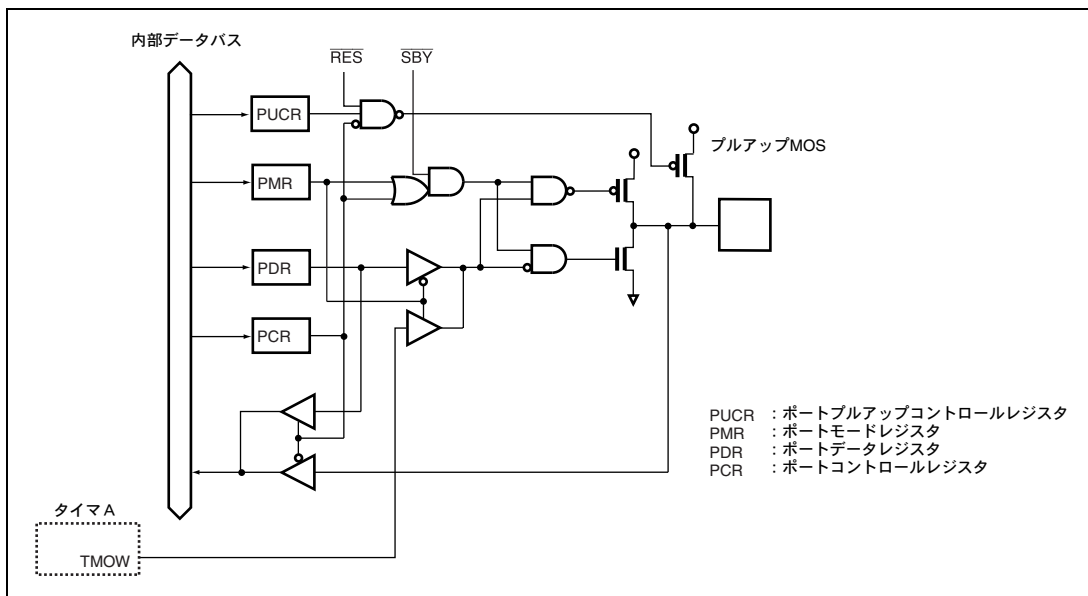 内部データバス
RES
SBY
PUCR
プルアップMOS
PMR
PDR
PCR
PUCR :ポートプルアップコントロールレジスタ
PMR :ポートモードレジスタ
PDR :ポートデータレジスタ
PCR :ポートコントロールレジスタ
タイマA
TMOW